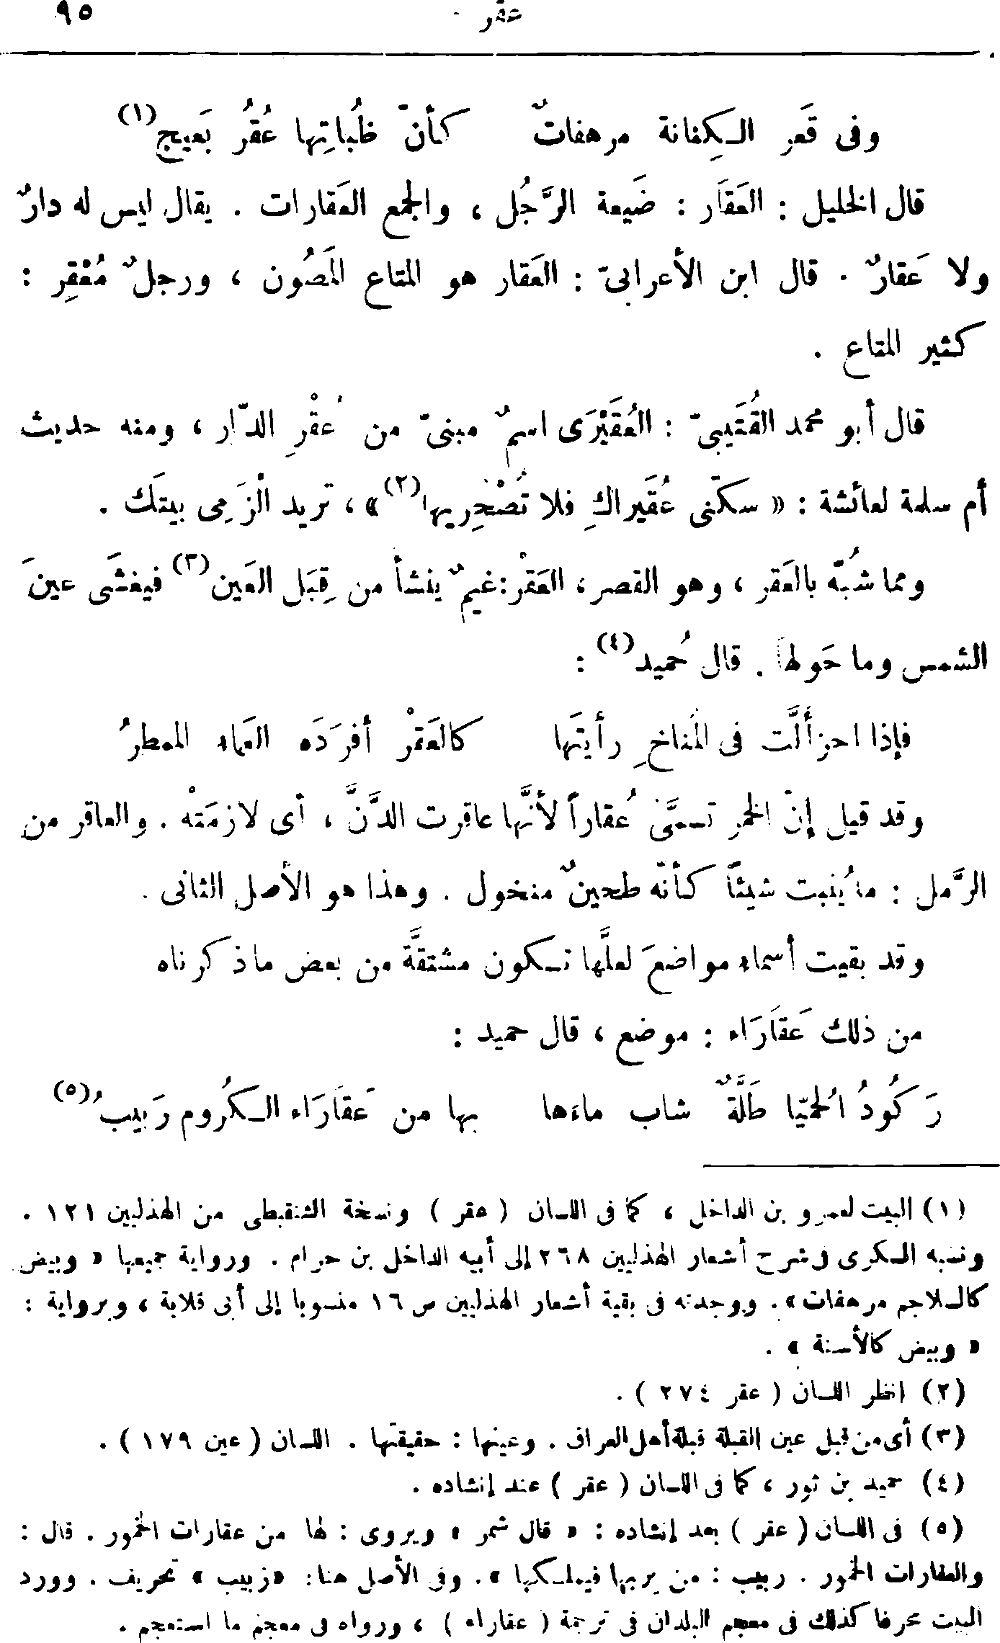 عقر ٩٥
وفى قَعر الـكِنانة مرهفاتٌ كأنّ ظُباتِها عُقُرُ بَعيج(١)
قال الخليل : العَقَار : ضَيعة الرَّجُل ، والجمع العَقارات . يقال ليس له دارٌ
ولا عَقارٌ . قال ابن الأعرابىّ : العَقار هو المتاع المَصُون ، ورجلٌ مُعْقِر :
كثير المتاع .
قال أبو محمد القُتَيبىّ : العُقَيْرَى اسمٌ مبنىّ من عُقْرِ الدّار ، ومنه حديث
أم سلمة لعائشة : « سكّنى عُقَيراكِ فلا تُصْحِريها(٢) » ، تريد الْزَمِى بيتَك .
ومما شبِّه بالعَقر ، وهو القصر ، العَقْر : غيمٌ ينشأ من قِبَل العَين(٣) فيغشَى عينَ
الشمس وما حَولها . قال حُميد(٤) :
فإذا احزألَّت فى المُناخِ رأيتَها كالعَقْرْ أفرَدَه العَماء الممطرُ
وقد قيل إنّ الخمر تسمَّى عُقاراً لأنَّها عاقرت الدَّنَّ ، أى لازمَتْه . والعاقر من
الرَّمل : ما يُنبت شيئاً كأنّه طحينٌ منخول . وهذا هو الأصل الثانى .
وقد بقيت أسماء مواضعَ لعلَّها تـكون مشتقَّة من بعض ماذكرناه
من ذلك عَقَارَاء : موضع ، قال حميد :
رَكُودُ الحُميّا طَلَّةٌ شاب ماءَها بها من عَقَارَاء الـكُروم رَبيبُ(٥)
(١) البيت لعمرو بن الداخل ، كما فى اللسان ( عقر ) ونسخة الشنقيطى من الهذليين ١٢١ .
ونسبه السكرى فى شرح أشعار الهذليين ٢٦٨ إلى أبيه الداخل بن حرام . ورواية جميعها « وبيض
كالسلاجم مرهفات » . ووجدته فى بقية أشعار الهذليين ص ١٦ منسوبا إلى أبى قلابة ، وبرواية :
« وبيض كالأسنة » .
(٢) انظر اللسان ( عقر ٢٧٤ ) .
(٣) أى من قبل عين القبلة قبلة أهل العراق . وعينها : حقيقتها . اللسان ( عين ١٧٩ ) .
(٤) حميد بن ثور ، كما فى اللسان ( عقر ) عند إنشاده .
(٥) فى اللسان ( عقر ) بعد إنشاده : « قال شمر » ويروى : لها من عقارات الخمور . قال :
والعقارات الخمور . ربيب : من يربها فيملكها » . وفى الأصل هنا : « زبيب » تحريف . وورد
البيت محرفا كذلك فى معجم البلدان فى ترجمة ( عقاراء ) ، ورواه فى معجم ما استعجم .